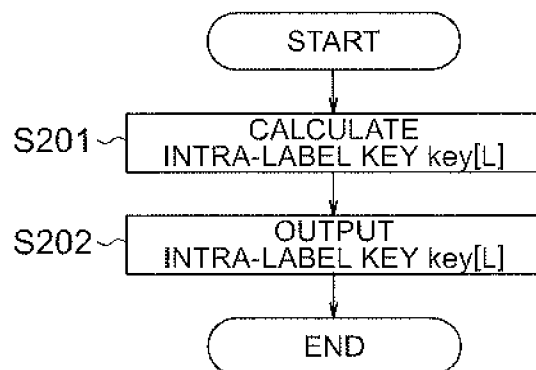 START
S201
CALCULATE
INTRA-LABEL KEY key[L]
S202
OUTPUT
INTRA-LABEL KEY key[L]
END